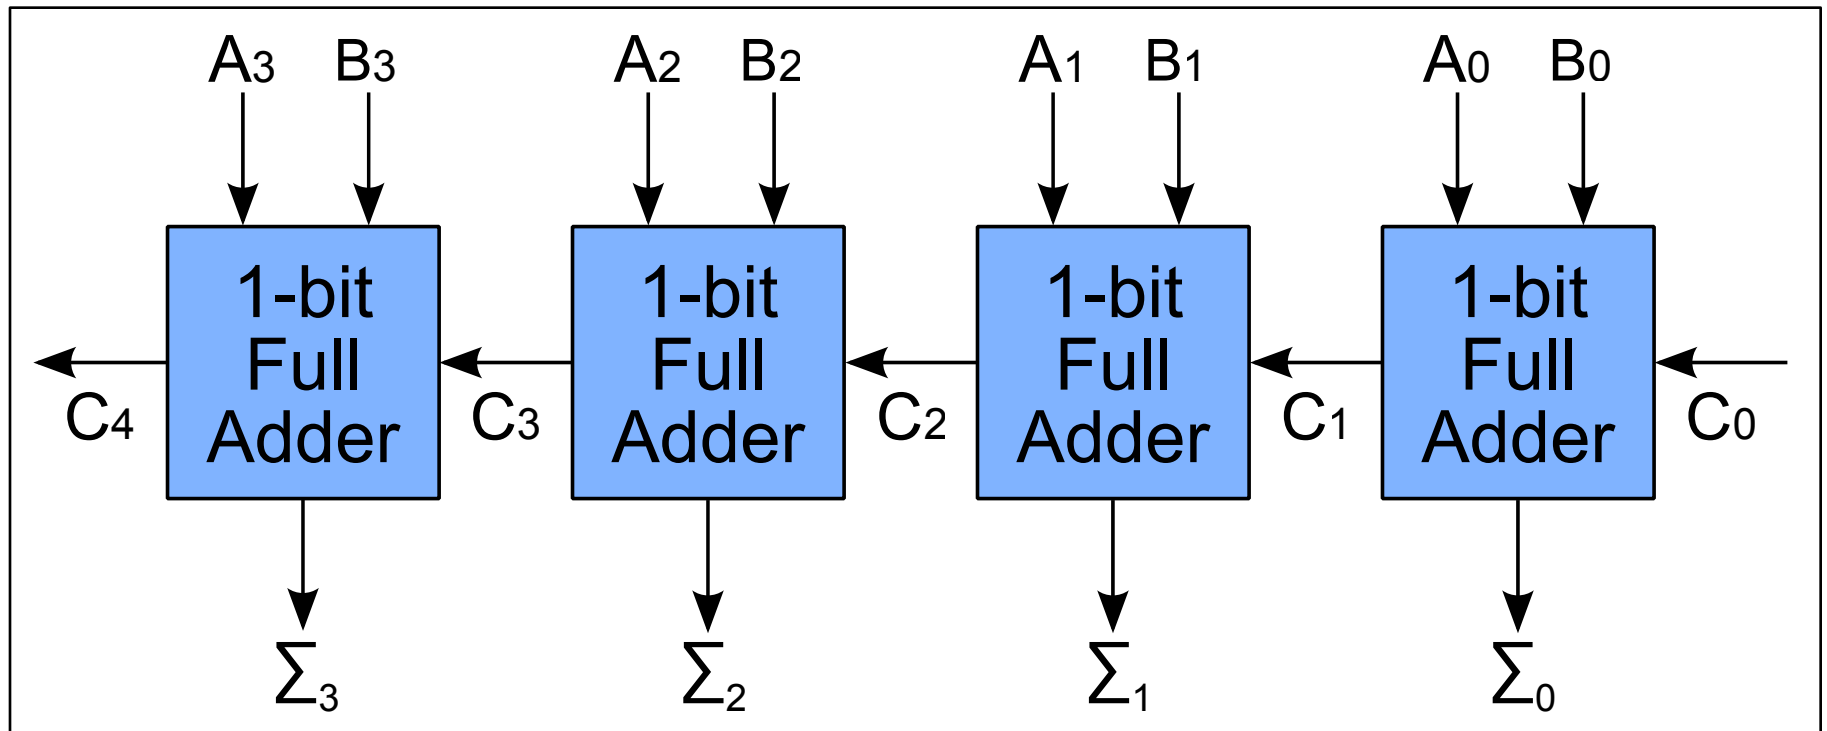 A3 B3 A2 B2 A1 B1 A0 B0
1-bit 1-bit 1-bit 1-bit
Full Full Full Full
Adder Adder Adder Adder
C4 C3 C2 C1 C0
Σ3 Σ2 Σ1 Σ0